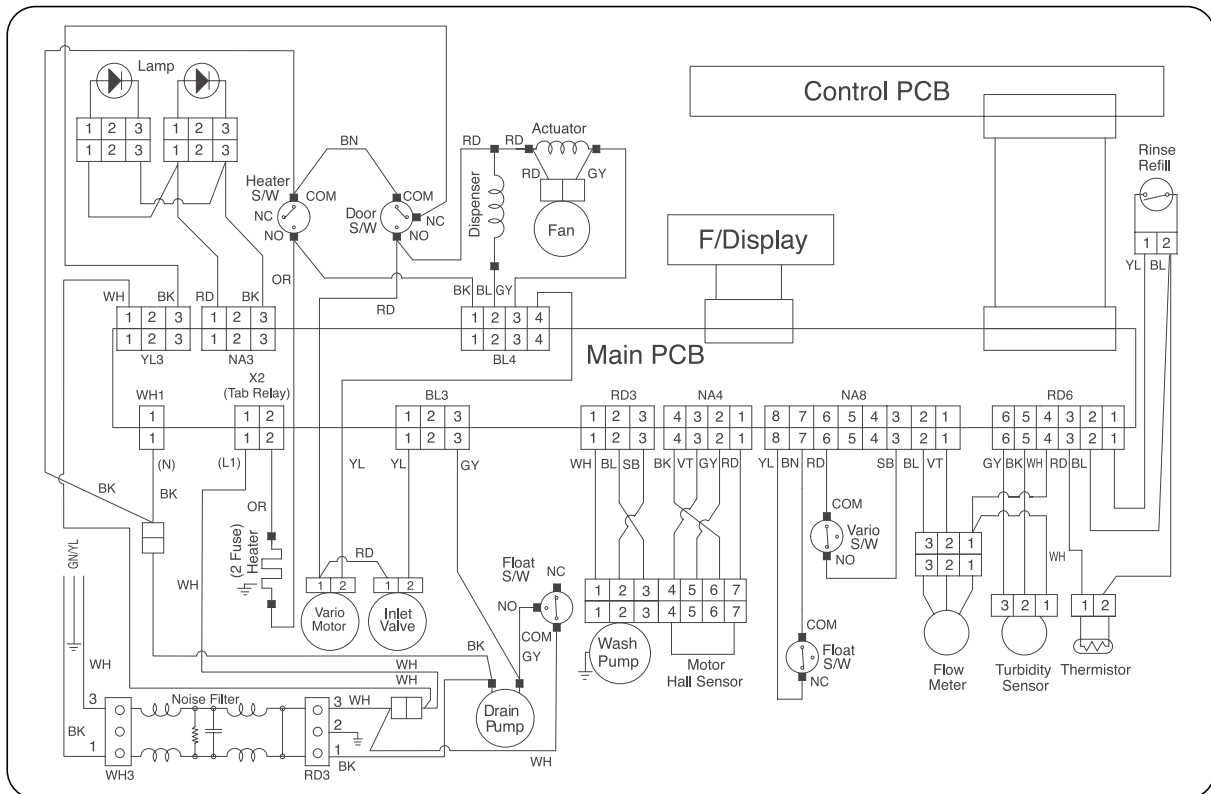 Lamp
1 2 3 1 2 3
1 2 3 1 2 3
Control PCB
BN
RD
RD
Actuator
RD
GY
Fan
Dispenser
Heater
S/W
COM
NC
NO
Door
S/W
COM
NC
NO
Rinse
Refill
1 2
YL BL
F/Display
OR
RD
WH
BK
RD
BK
BK BL GY
1 2 3
1 2 3
YL3
1 2 3
1 2 3
NA3
1 2 3 4
1 2 3 4
BL4
Main PCB
X2
(Tab Relay)
WH1
1
1
(N)
1 2
1 2
(L1)
BL3
1 2 3
1 2 3
RD3
1 2 3
1 2 3
NA4
4 3 2 1
4 3 2 1
NA8
8 7 6 5 4 3 2 1
8 7 6 5 4 3 2 1
RD6
6 5 4 3 2 1
6 5 4 3 2 1
YL
YL
GY
WH BL SB
BK VT GY RD
YL BN RD
SB BL VT
GY BK WH RD BL
BK
BK
OR
GN/YL
WH
(2 Fuse)
Heater
RD
1 2
Vario
Motor
1 2
Inlet
Valve
Float
S/W
NC
NO
COM
GY
1 2 3 4 5 6 7
1 2 3 4 5 6 7
Wash
Pump
Motor
Hall Sensor
COM
Vario
S/W
NO
COM
Float
S/W
NC
3 2 1
3 2 1
Flow
Meter
WH
3 2 1
Turbidity
Sensor
1 2
Thermistor
BK
WH
WH
WH
3
Noise Filter
3
WH
2
BK
1
1
BK
WH3
RD3
Drain
Pump
WH